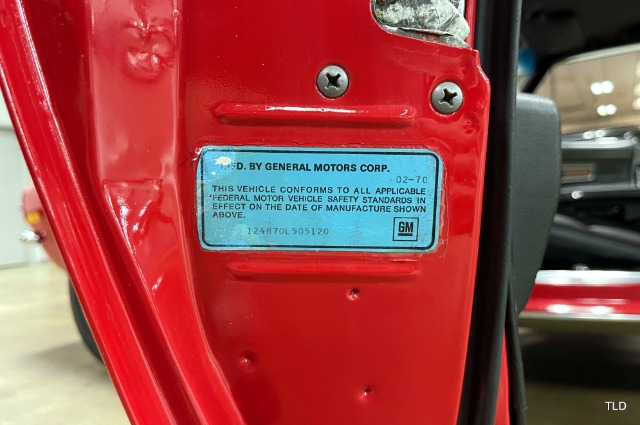 MFD. BY GENERAL MOTORS CORP.
02-70
THIS VEHICLE CONFORMS TO ALL APPLICABLE
FEDERAL MOTOR VEHICLE SAFETY STANDARDS IN
EFFECT ON THE DATE OF MANUFACTURE SHOWN
ABOVE.
124870L505120
GM
TLD